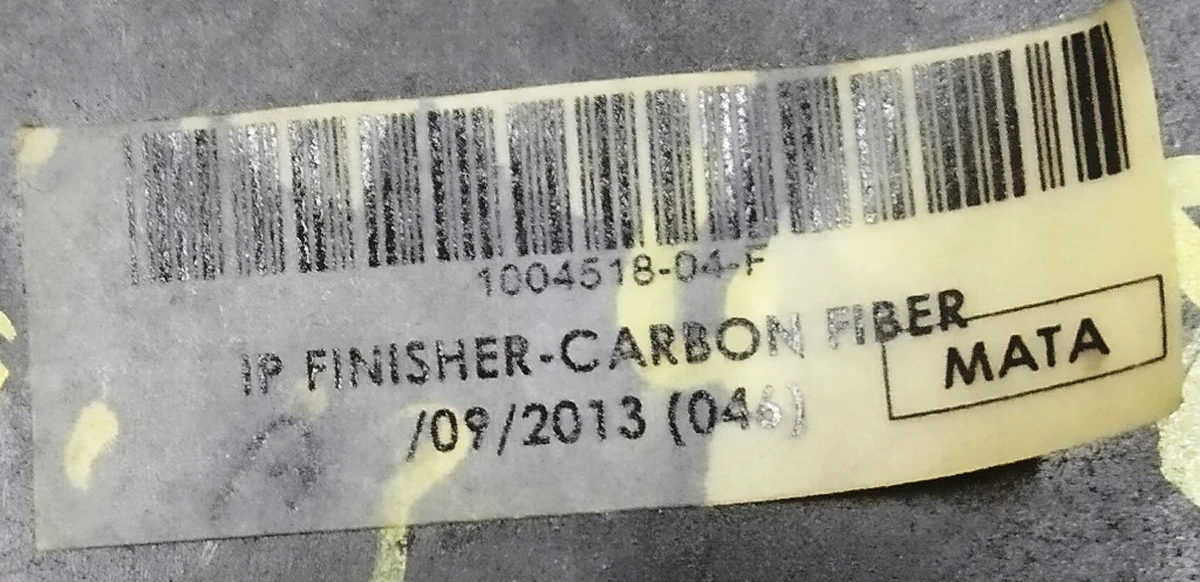 1004518-04-F
IP FINISHER-CARBON FIBER
MATA
/09/2013 (046)